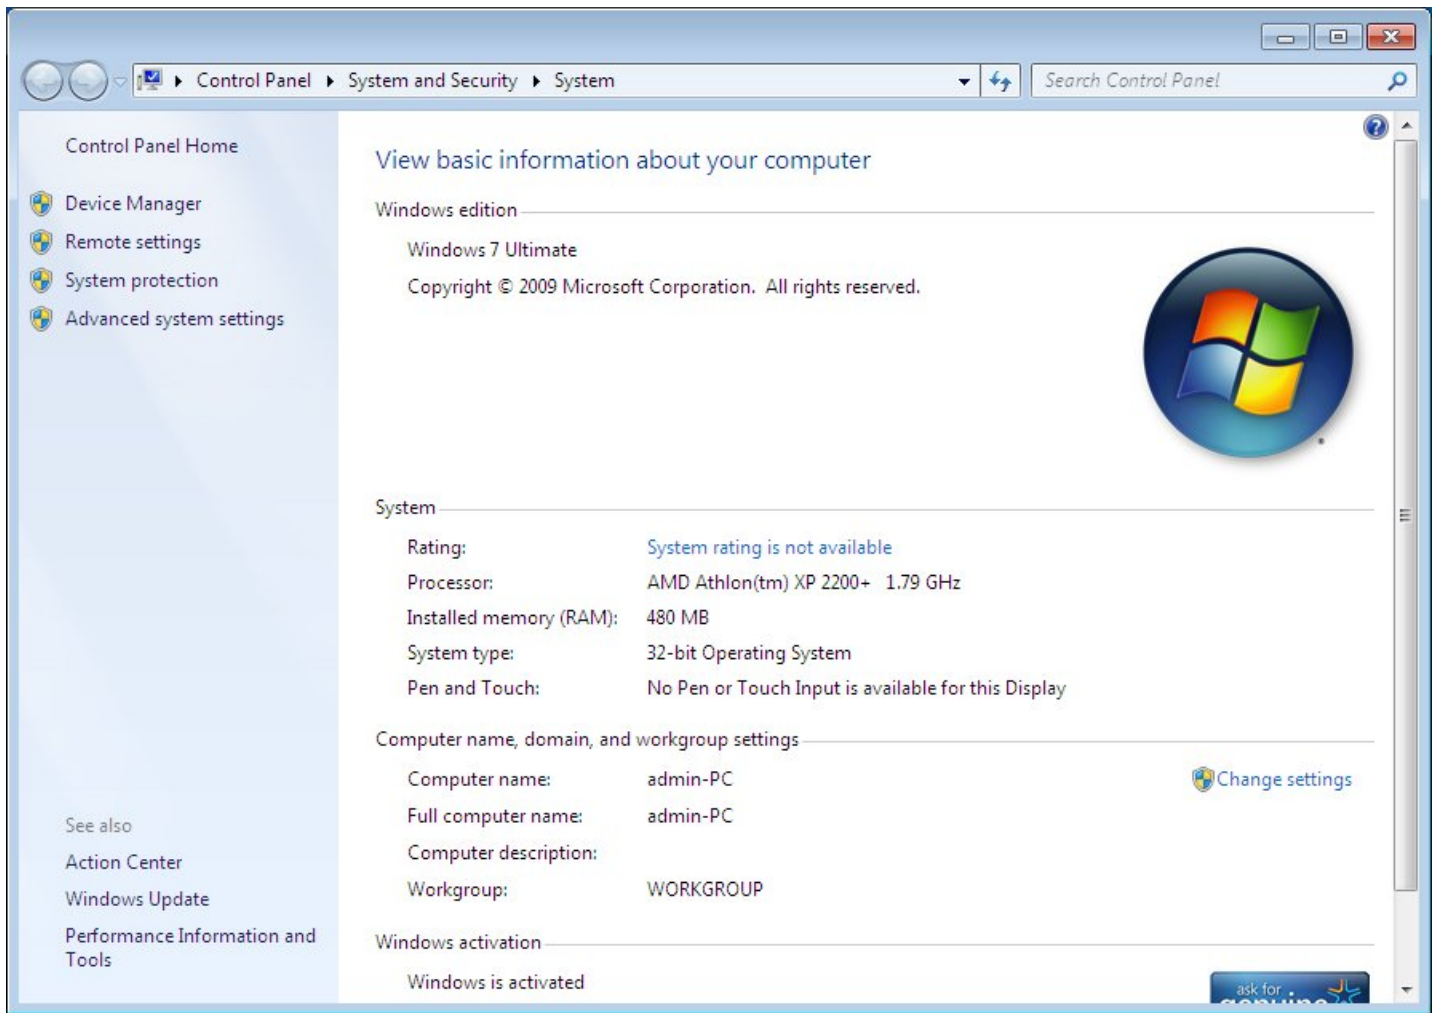 Control Panel System and Security System
Search Control Panel
Control Panel Home
Device Manager
Remote settings
System protection
Advanced system settings
See also
Action Center
Windows Update
Performance Information and
Tools
View basic information about your computer
Windows edition
Windows 7 Ultimate
Copyright © 2009 Microsoft Corporation.  All rights reserved.
System
Rating: System rating is not available
Processor: AMD Athlon(tm) XP 2200+   1.79 GHz
Installed memory (RAM): 480 MB
System type: 32-bit Operating System
Pen and Touch: No Pen or Touch Input is available for this Display
Computer name, domain, and workgroup settings
Computer name: admin-PC Change settings
Full computer name: admin-PC
Computer description:
Workgroup: WORKGROUP
Windows activation
Windows is activated
ask for
genuine